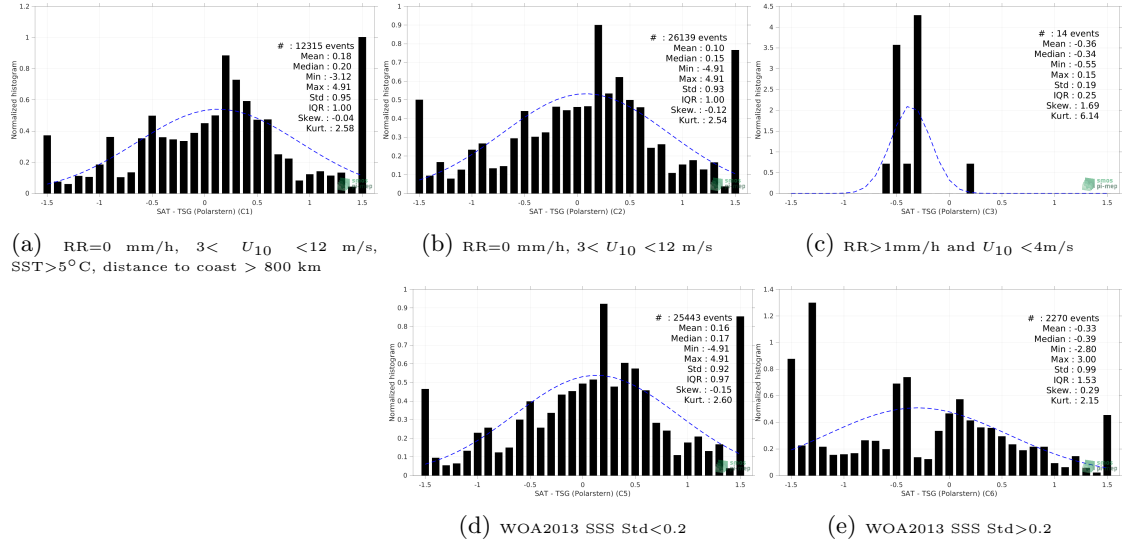 1.2
1
0.8
0.6
0.4
0.2
0
Normalized histogram
-1.5 -1 -0.5 0 0.5 1 1.5
SAT - TSG (Polarstern) (C1)
# : 12315 events
Mean : 0.18
Median : 0.20
Min : -3.12
Max : 4.91
Std : 0.95
IQR : 1.00
Skew. : -0.04
Kurt. : 2.58
smos
pi-mep
(a) RR=0 mm/h, 3< U10 <12 m/s,
SST>5°C, distance to coast > 800 km
1
0.9
0.8
0.7
0.6
0.5
0.4
0.3
0.2
0.1
0
Normalized histogram
-1.5 -1 -0.5 0 0.5 1 1.5
SAT - TSG (Polarstern) (C2)
# : 26139 events
Mean : 0.10
Median : 0.15
Min : -4.91
Max : 4.91
Std : 0.93
IQR : 1.00
Skew. : -0.12
Kurt. : 2.54
smos
pi-mep
(b) RR=0 mm/h, 3< U10 <12 m/s
4.5
4
3.5
3
2.5
2
1.5
1
0.5
0
Normalized histogram
-1.5 -1 -0.5 0 0.5 1 1.5
SAT - TSG (Polarstern) (C3)
# : 14 events
Mean : -0.36
Median : -0.34
Min : -0.55
Max : 0.15
Std : 0.19
IQR : 0.25
Skew. : 1.69
Kurt. : 6.14
smos
pi-mep
(c) RR>1mm/h and U10 <4m/s
1
0.9
0.8
0.7
0.6
0.5
0.4
0.3
0.2
0.1
0
Normalized histogram
-1.5 -1 -0.5 0 0.5 1 1.5
SAT - TSG (Polarstern) (C5)
# : 25443 events
Mean : 0.16
Median : 0.17
Min : -4.91
Max : 4.91
Std : 0.92
IQR : 0.97
Skew. : -0.15
Kurt. : 2.60
smos
pi-mep
(d) WOA2013 SSS Std<0.2
1.4
1.2
1
0.8
0.6
0.4
0.2
0
Normalized histogram
-1.5 -1 -0.5 0 0.5 1 1.5
SAT - TSG (Polarstern) (C6)
# : 2270 events
Mean : -0.33
Median : -0.39
Min : -2.80
Max : 3.00
Std : 0.99
IQR : 1.53
Skew. : 0.29
Kurt. : 2.15
smos
pi-mep
(e) WOA2013 SSS Std>0.2